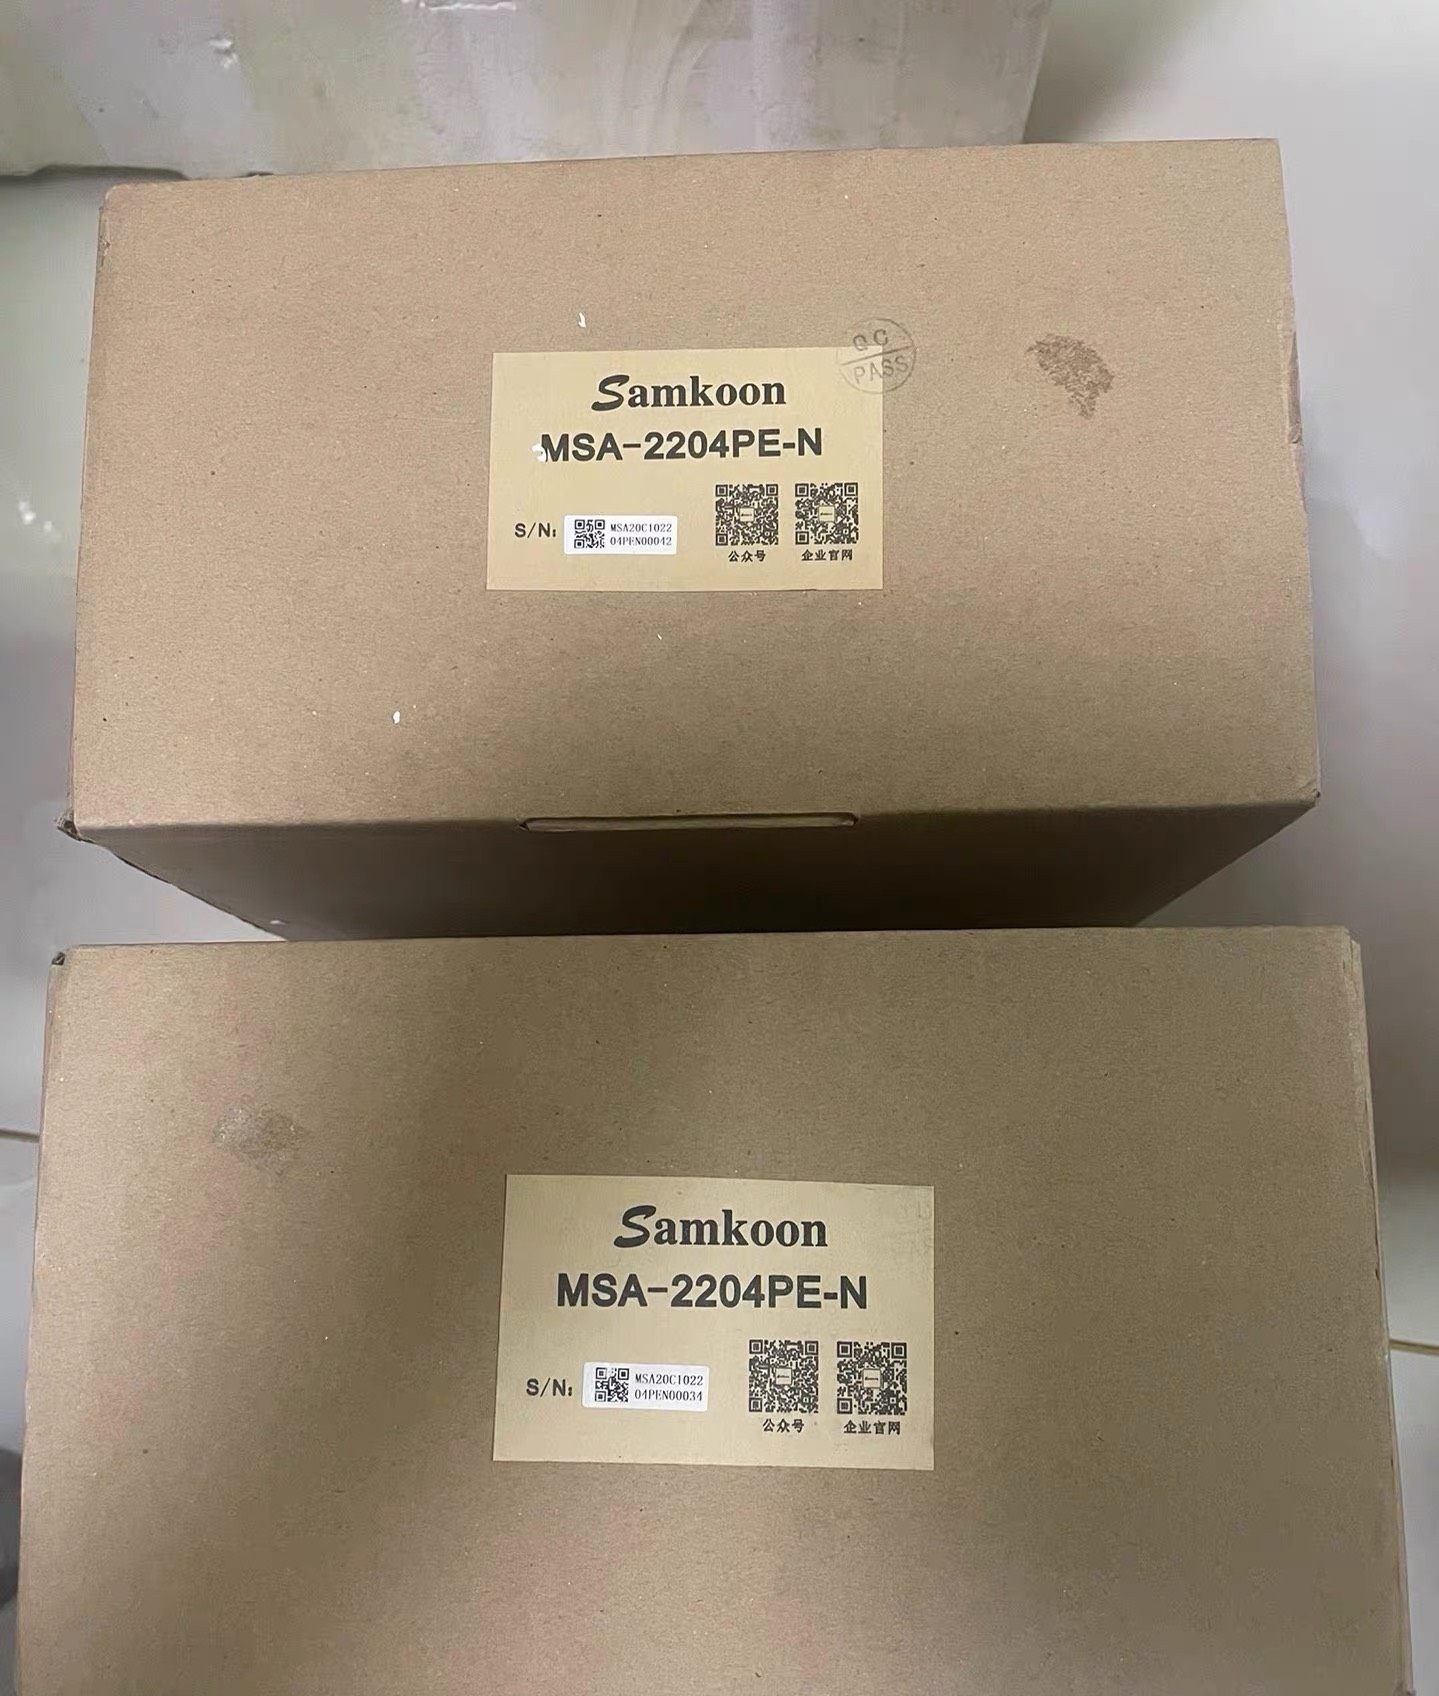 QC
PASS
Samkoon
MSA-2204PE-N
S/N:
MSA20C1022
04PEN00042
公众号
企业官网
Samkoon
MSA-2204PE-N
S/N:
MSA20C1022
04PEN00034
公众号
企业官网